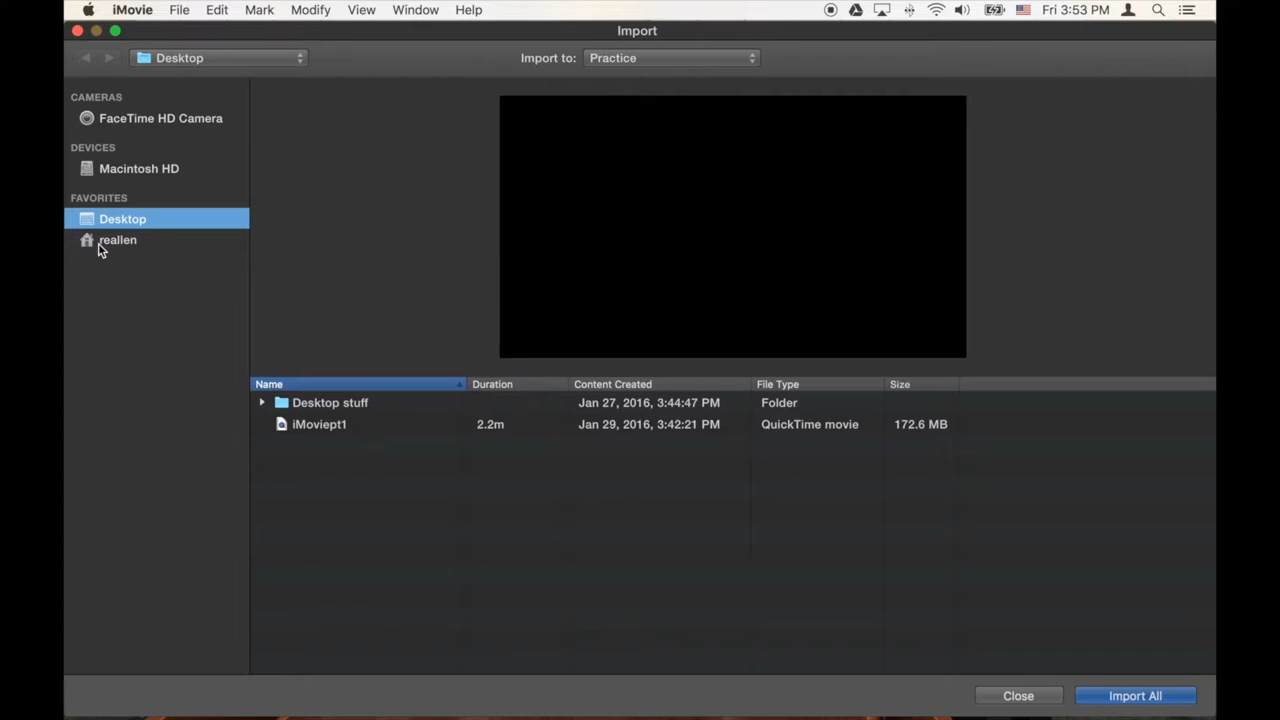 iMovie File Edit Mark Modify View Window Help Fri 3:53 PM
Import
Desktop Import to: Practice
CAMERAS
FaceTime HD Camera
DEVICES
Macintosh HD
FAVORITES
Desktop
reallen
Name Duration Content Created File Type Size
Desktop stuff Jan 27, 2016, 3:44:47 PM Folder
iMoviept1 2.2m Jan 29, 2016, 3:42:21 PM QuickTime movie 172.6 MB
Close Import All